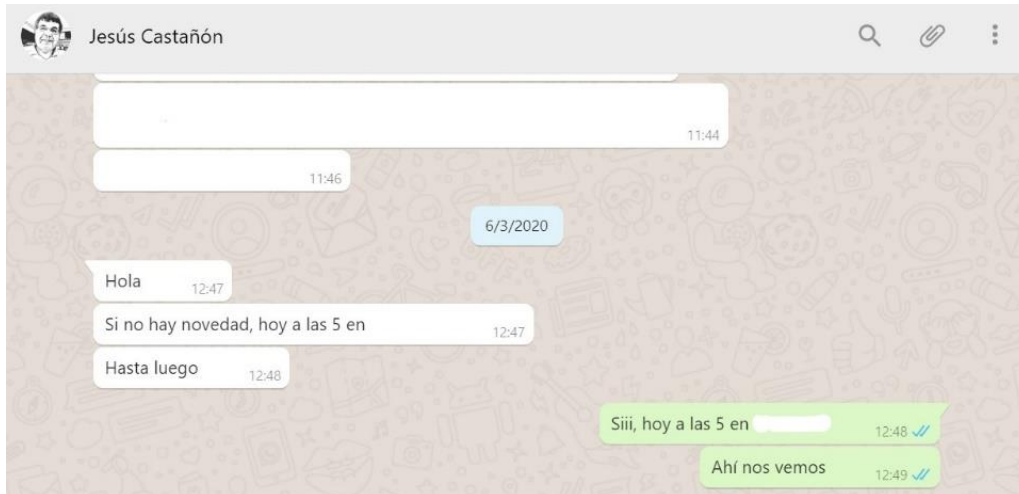 Jesús Castañón
11:44
11:46
6/3/2020
Hola 12:47
Si no hay novedad, hoy a las 5 en 12:47
Hasta luego 12:48
Siii, hoy a las 5 en 12:48
Ahí nos vemos 12:49